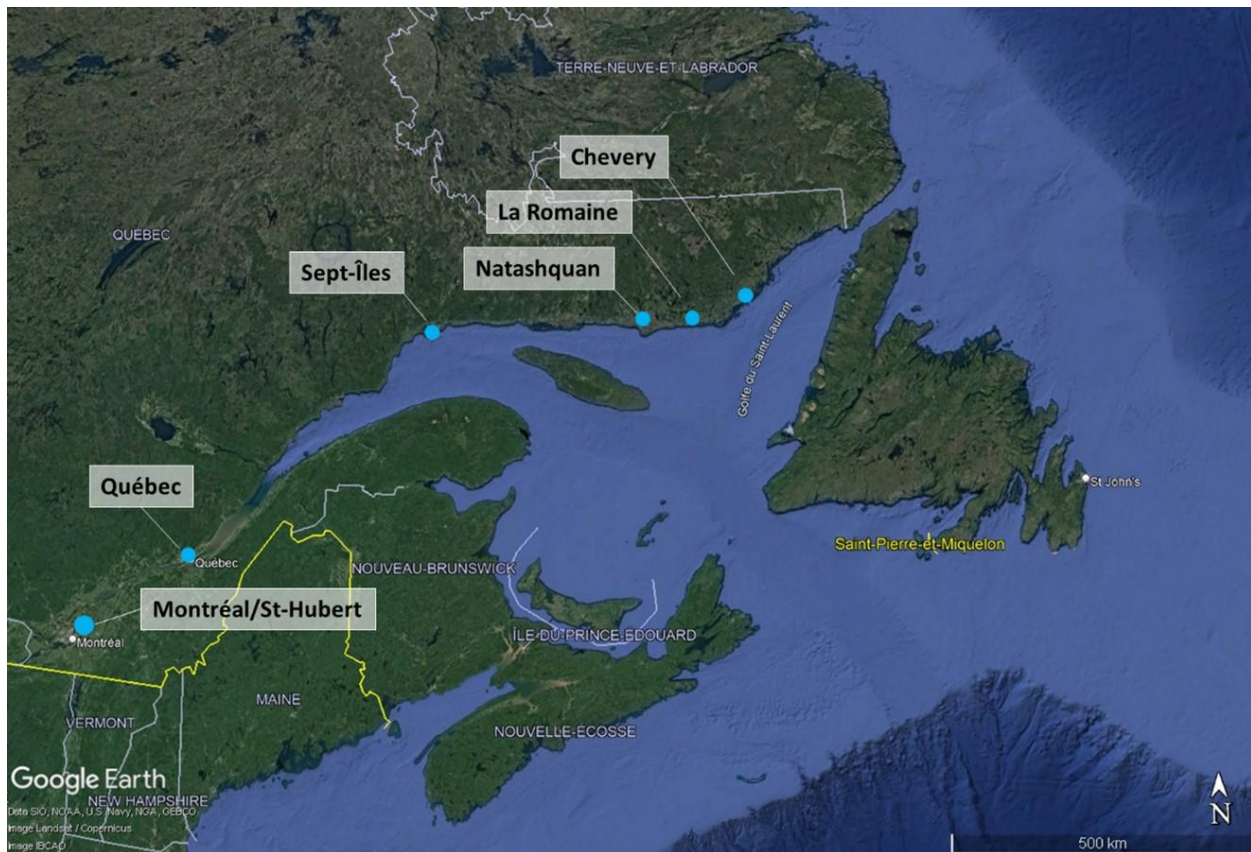 TERRE-NEUVE-ET-LABRADOR
Chevery
La Romaine
QUÉBEC
Natashquan
Sept-Îles
Golfe du Saint-Laurent
Québec
St John's
Saint-Pierre-et-Miquelon
Québec
NOUVEAU-BRUNSWICK
Montréal/St-Hubert
Montréal
ÎLE-DU-PRINCE-ÉDOUARD
MAINE
VERMONT
NOUVELLE-ÉCOSSE
Google Earth
NEW HAMPSHIRE
Data SIO, NOAA, U.S. Navy, NGA, GEBCO
Image Landsat / Copernicus
Image IBCAO
N
500 km